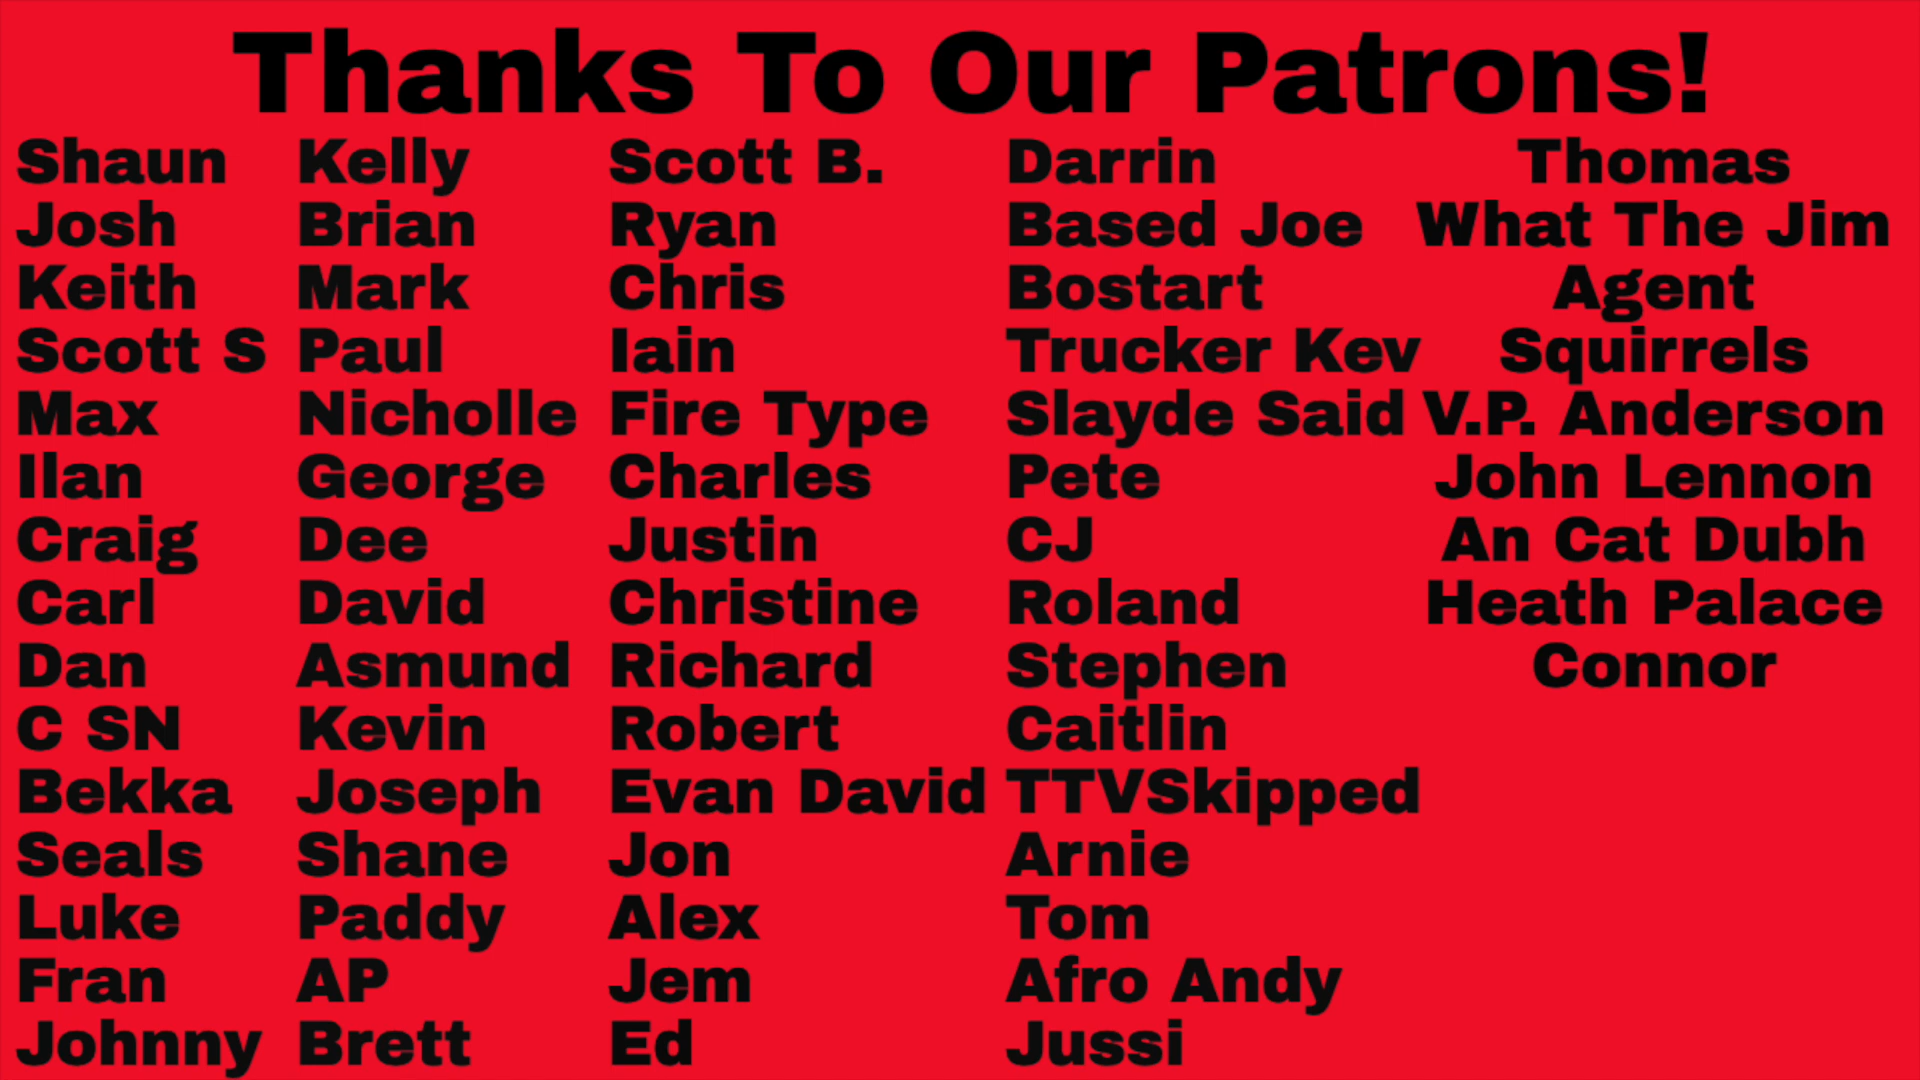 Thanks To Our Patrons!
Shaun
Josh
Keith
Scott S
Max
Ilan
Craig
Carl
Dan
C SN
Bekka
Seals
Luke
Fran
Johnny
Kelly
Brian
Mark
Paul
Nicholle
George
Dee
David
Asmund
Kevin
Joseph
Shane
Paddy
AP
Brett
Scott B.
Ryan
Chris
Iain
Fire Type
Charles
Justin
Christine
Richard
Robert
Evan David
Jon
Alex
Jem
Ed
Darrin
Based Joe
Bostart
Trucker Kev
Slayde Said
Pete
CJ
Roland
Stephen
Caitlin
TTVSkipped
Arnie
Tom
Afro Andy
Jussi
Thomas
What The Jim
Agent
Squirrels
V.P. Anderson
John Lennon
An Cat Dubh
Heath Palace
Connor